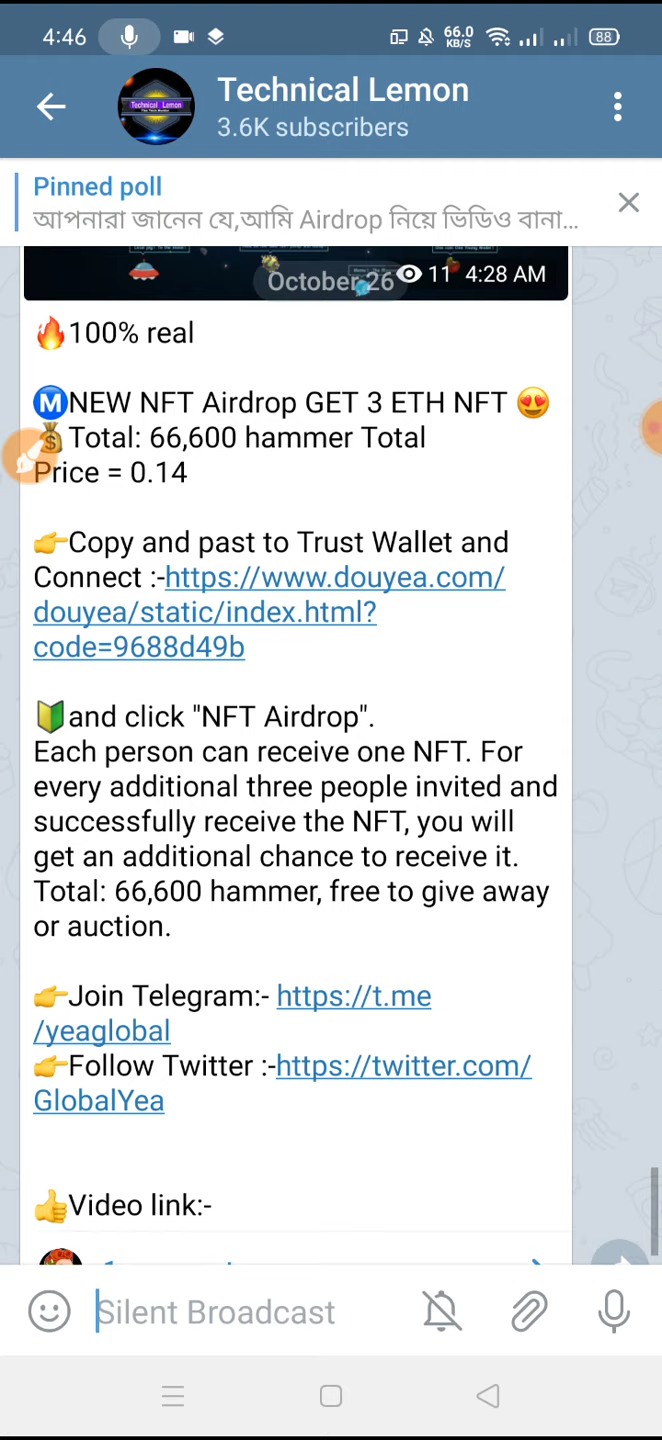 4:46
66.0
KB/S
88
Technical Lemon
Technical Lemon
3.6K subscribers
Pinned poll
আপনারা জানেন যে,আমি Airdrop নিয়ে ভিডিও বানা...
October 26
11 4:28 AM
🔥100% real
Ⓜ️NEW NFT Airdrop GET 3 ETH NFT 😍
💰Total: 66,600 hammer Total
Price = 0.14
👉Copy and past to Trust Wallet and
Connect :-https://www.douyea.com/
douyea/static/index.html?
code=9688d49b
🔰and click "NFT Airdrop".
Each person can receive one NFT. For
every additional three people invited and
successfully receive the NFT, you will
get an additional chance to receive it.
Total: 66,600 hammer, free to give away
or auction.
👉Join Telegram:- https://t.me
/yeaglobal
👉Follow Twitter :-https://twitter.com/
GlobalYea
👍Video link:-
Silent Broadcast